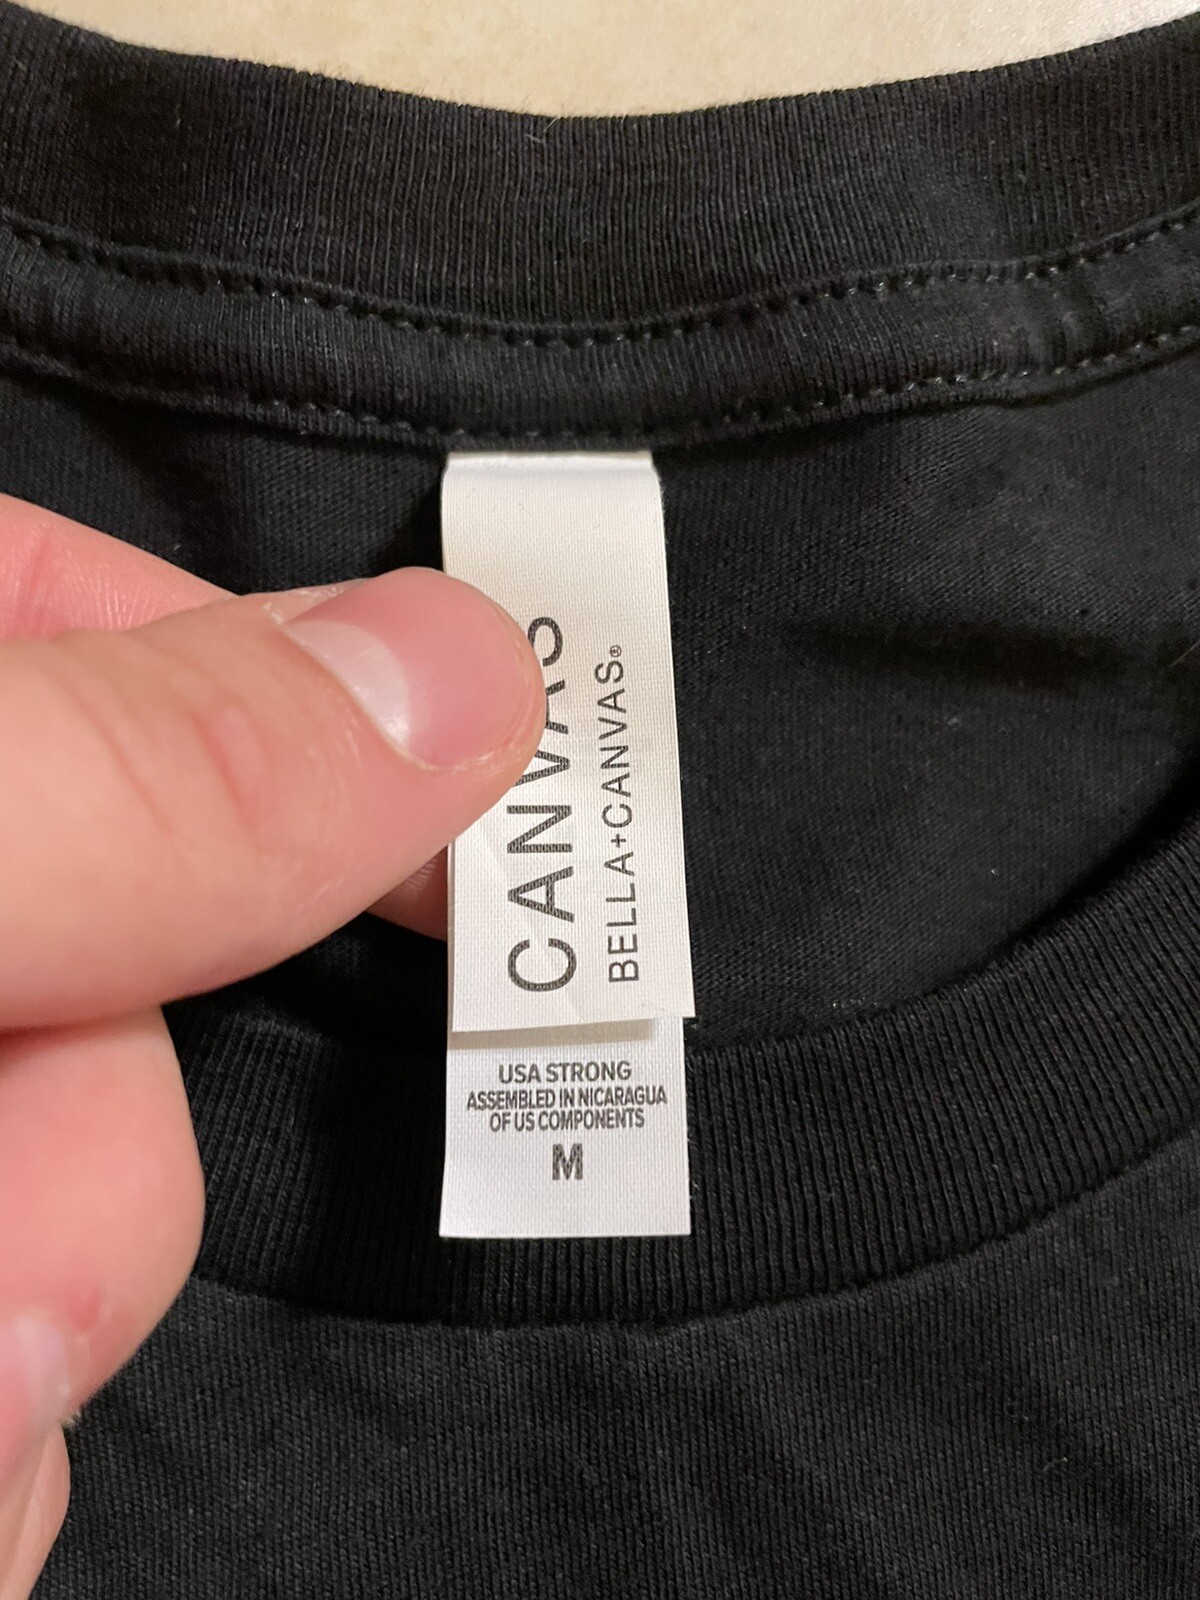 CANVAS
BELLA+CANVAS®
USA STRONG
ASSEMBLED IN NICARAGUA
OF US COMPONENTS
M